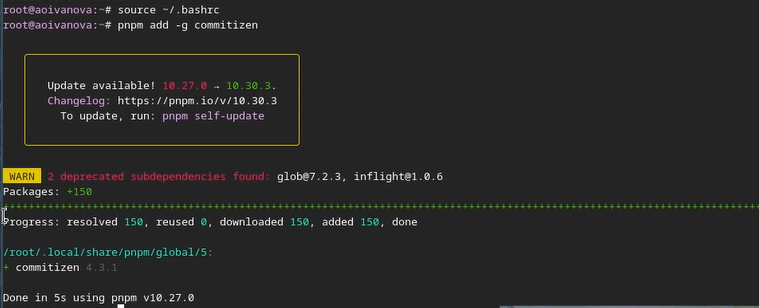 root@aoivanova:~# source ~/.bashrc
root@aoivanova:~# pnpm add -g commitizen
Update available! 10.27.0 → 10.30.3.
Changelog: https://pnpm.io/v/10.30.3
To update, run: pnpm self-update
WARN 2 deprecated subdependencies found: glob@7.2.3, inflight@1.0.6
Packages: +150
++++++++++++++++++++++++++++++++++++++++++++++++++++++++++++++++++++++++++++++++++++++++++++++++++++++++++++++
Progress: resolved 150, reused 0, downloaded 150, added 150, done
/root/.local/share/pnpm/global/5:
+ commitizen 4.3.1
Done in 5s using pnpm v10.27.0